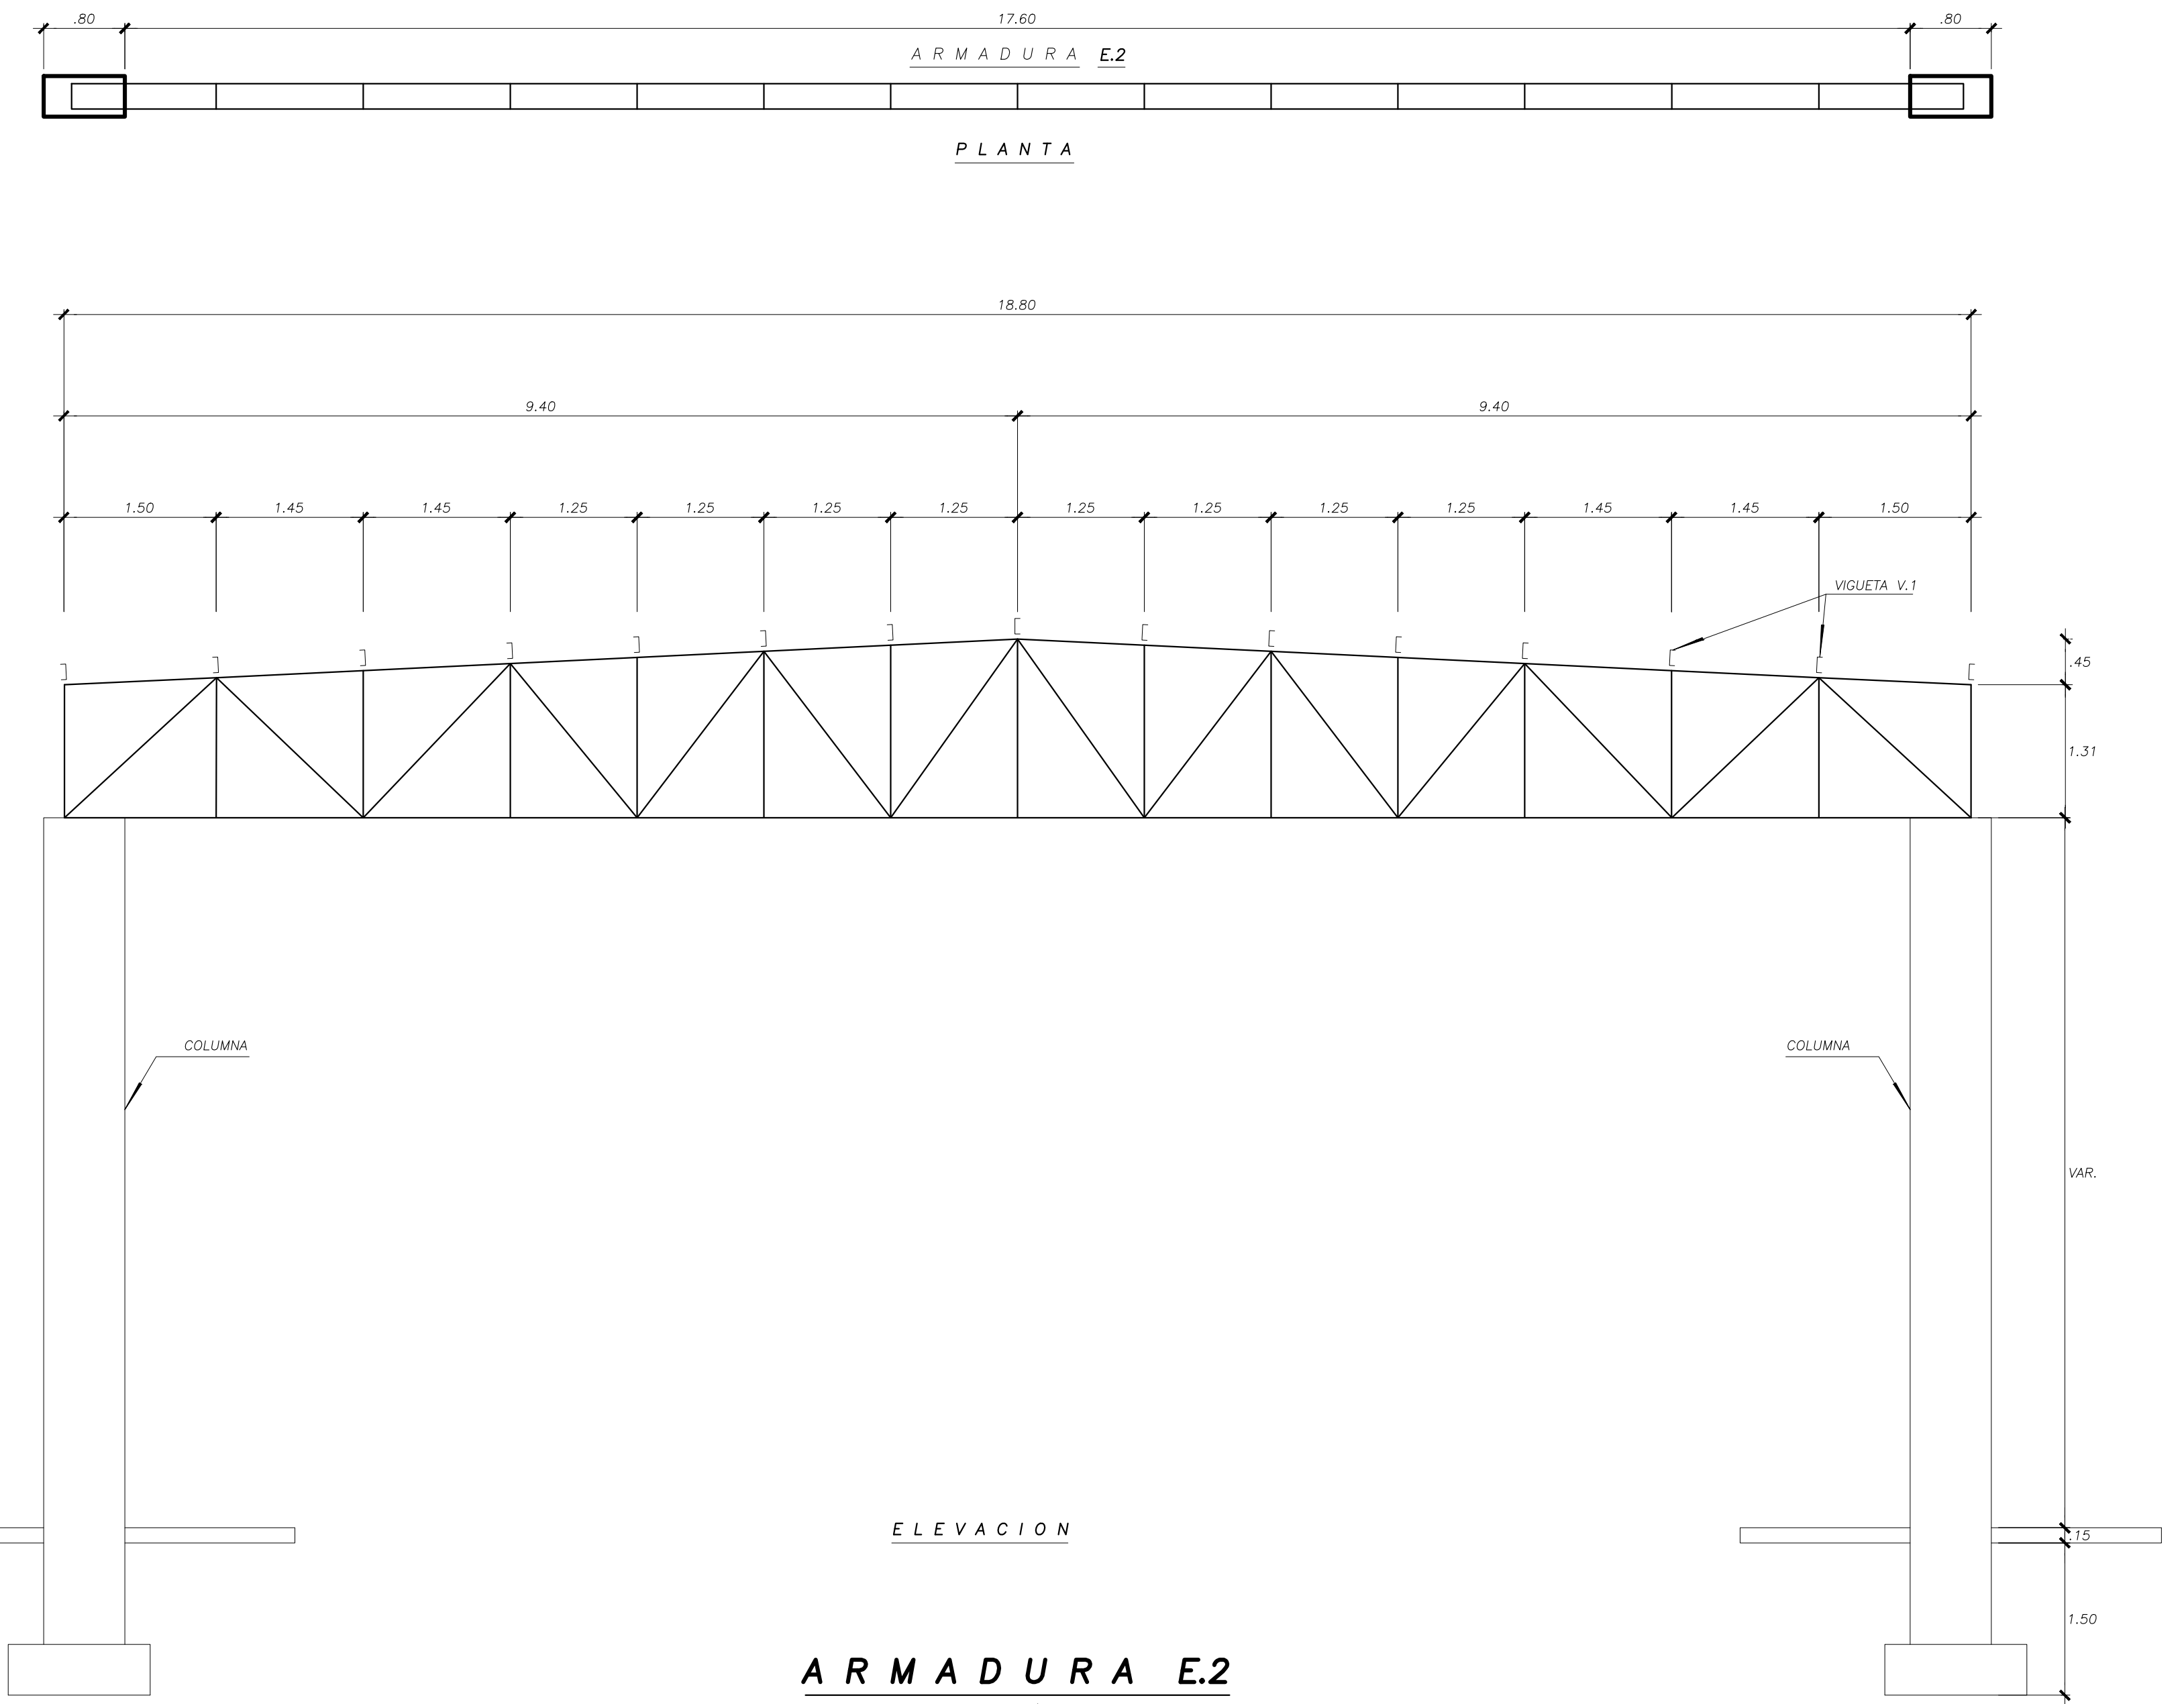 .80 17.60 .80
ARMADURA E.2
PLANTA
18.80
9.40 9.40
1.50 1.45 1.45 1.25 1.25 1.25 1.25 1.25 1.25 1.25 1.25 1.45 1.45 1.50
VIGUETA V.1
.45
1.31
COLUMNA COLUMNA
VAR.
ELEVACION
.15
1.50
ARMADURA E.2